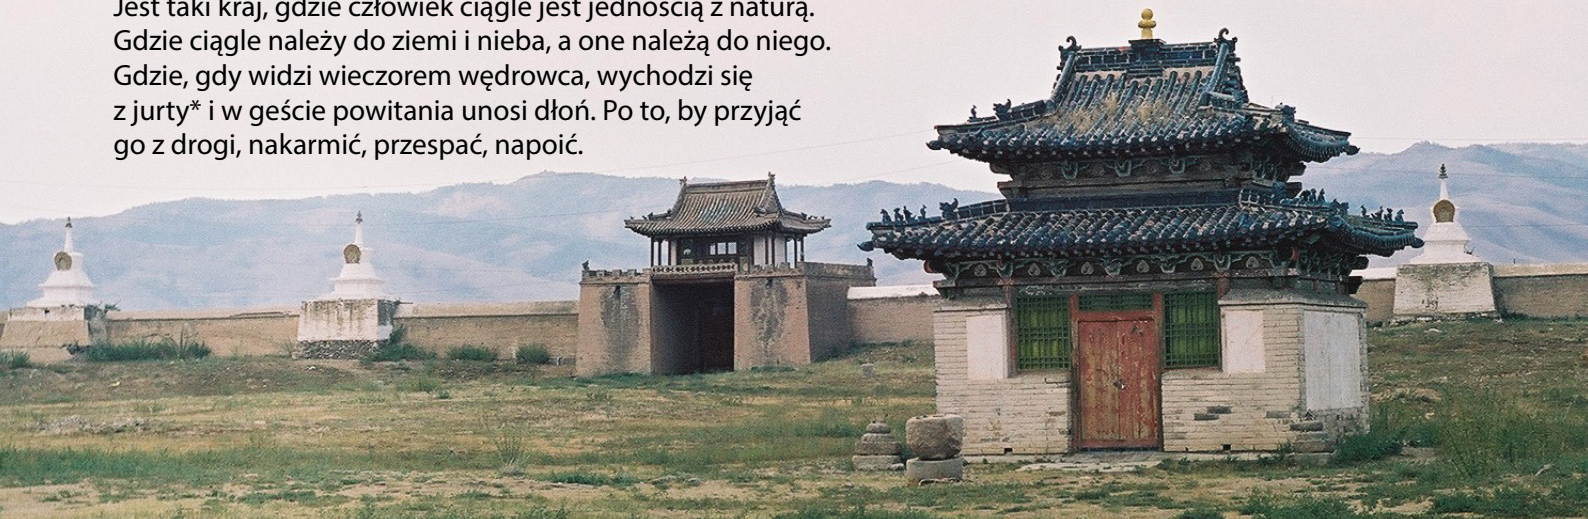 Jest taki kraj, gdzie człowiek ciągle jest jednością z naturą.
Gdzie ciągle należy do ziemi i nieba, a one należą do niego.
Gdzie, gdy widzi wieczorem wędrowca, wychodzi się
z jurty* i w geście powitania unosi dłoń. Po to, by przyjąć
go z drogi, nakarmić, przespać, napoić.